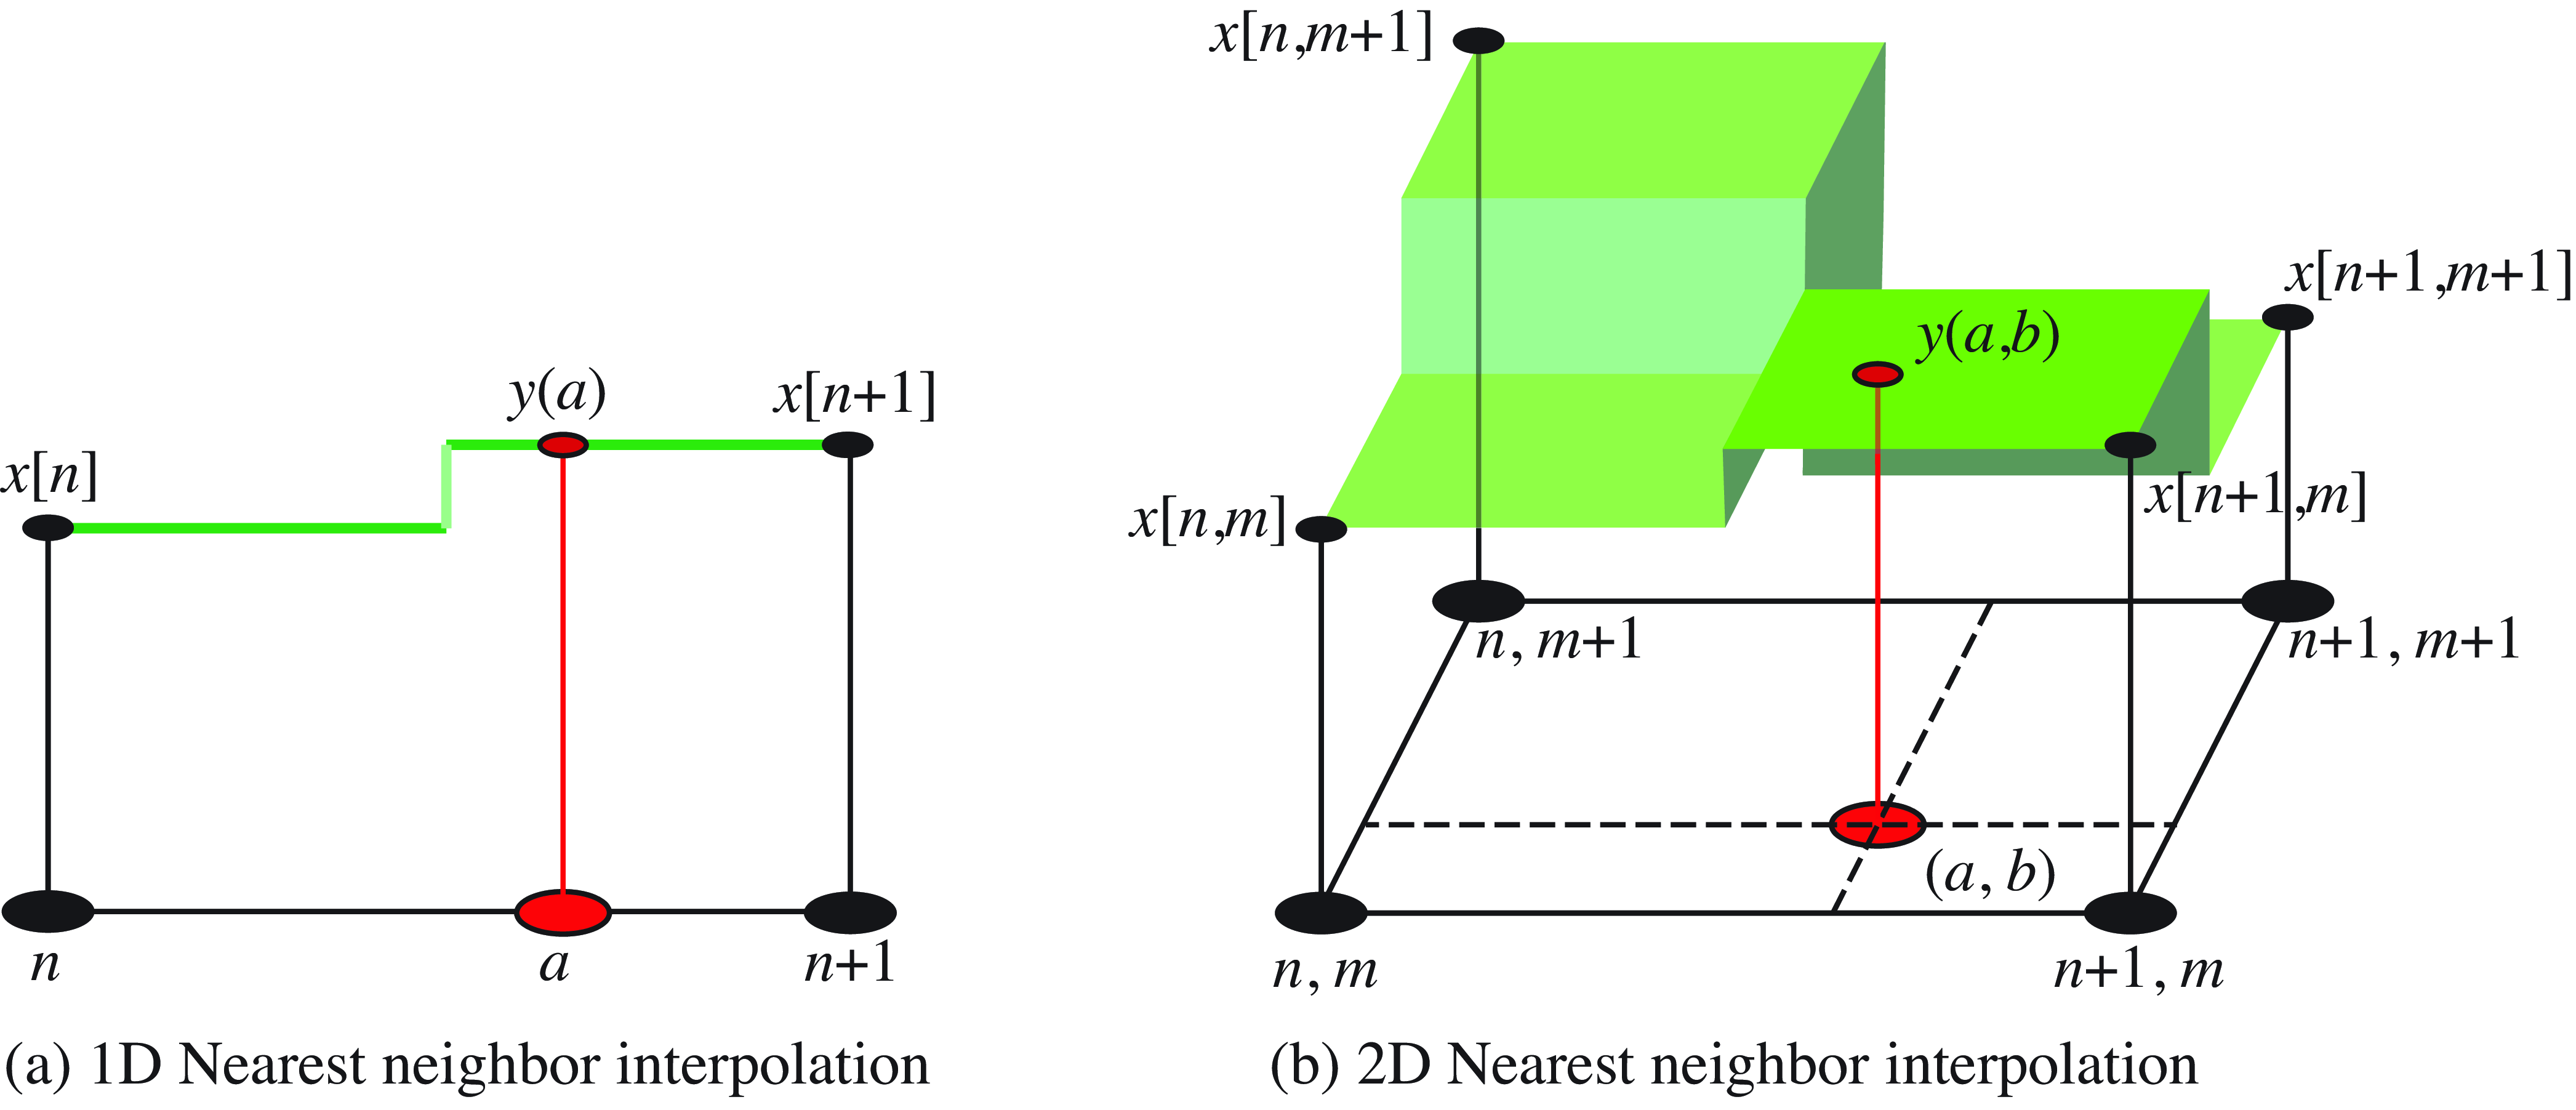 x[n]
y(a)
x[n+1]
n
a
n+1
(a) 1D Nearest neighbor interpolation
x[n,m+1]
x[n+1,m+1]
y(a,b)
x[n,m]
x[n+1,m]
n, m+1
n+1, m+1
(a, b)
n, m
n+1, m
(b) 2D Nearest neighbor interpolation